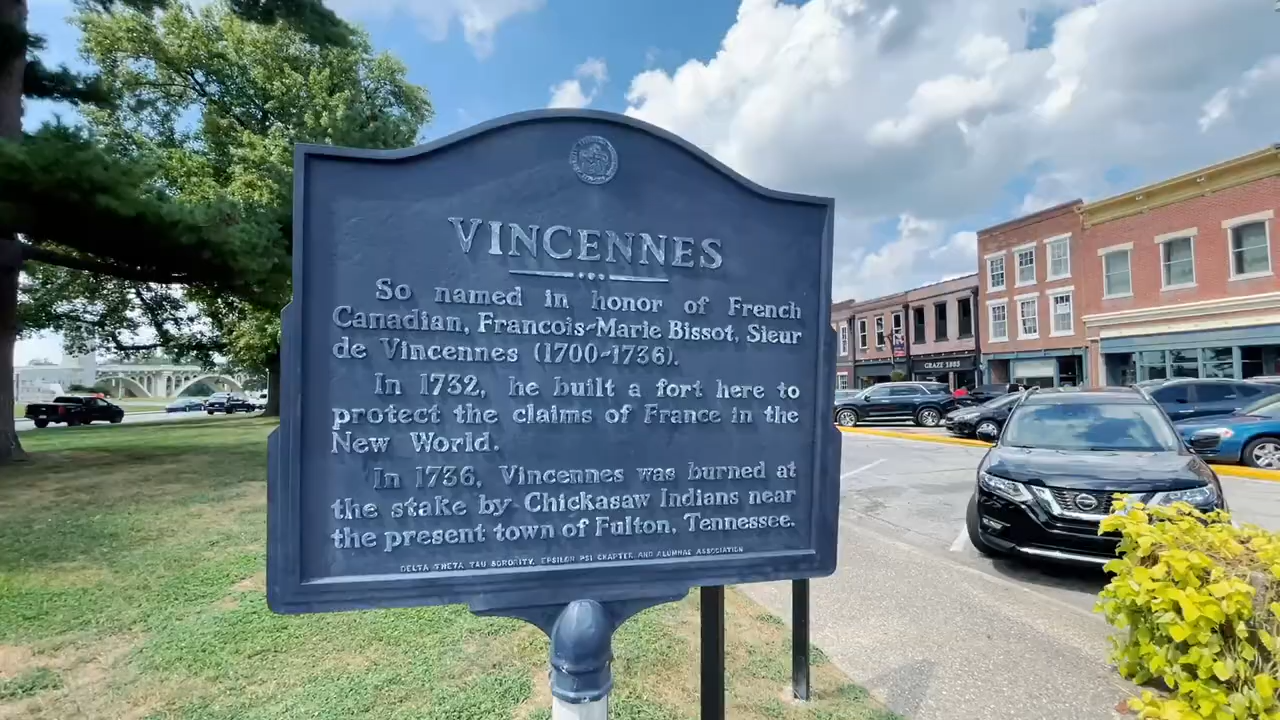 VINCENNES
So named in honor of French
Canadian, Francois-Marie Bissot, Sieur
de Vincennes (1700-1736).
In 1732, he built a fort here to
protect the claims of France in the
New World.
In 1736, Vincennes was burned at
the stake by Chickasaw Indians near
the present town of Fulton, Tennessee.
DELTA THETA TAU SORORITY, EPSILON PSI CHAPTER AND ALUMNAE ASSOCIATION
GRAZE 1883
NISSAN